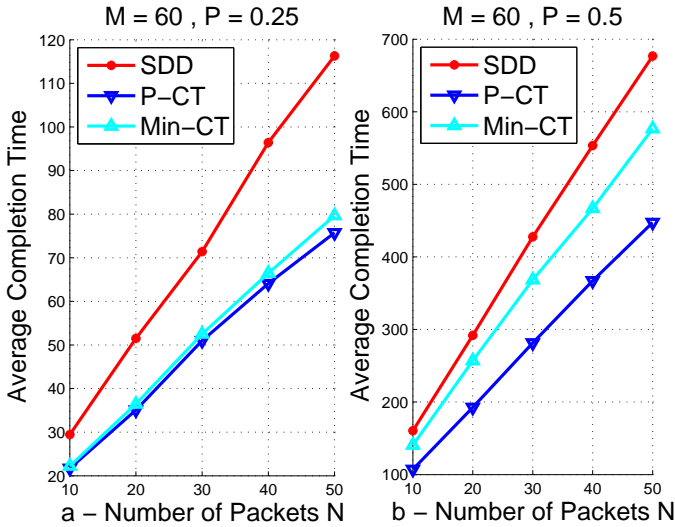 M = 60 , P = 0.25
Average Completion Time
120
110
100
90
80
70
60
50
40
30
20
SDD
P-CT
Min-CT
10 20 30 40 50
a - Number of Packets N
M = 60 , P = 0.5
Average Completion Time
700
600
500
400
300
200
100
SDD
P-CT
Min-CT
10 20 30 40 50
b - Number of Packets N